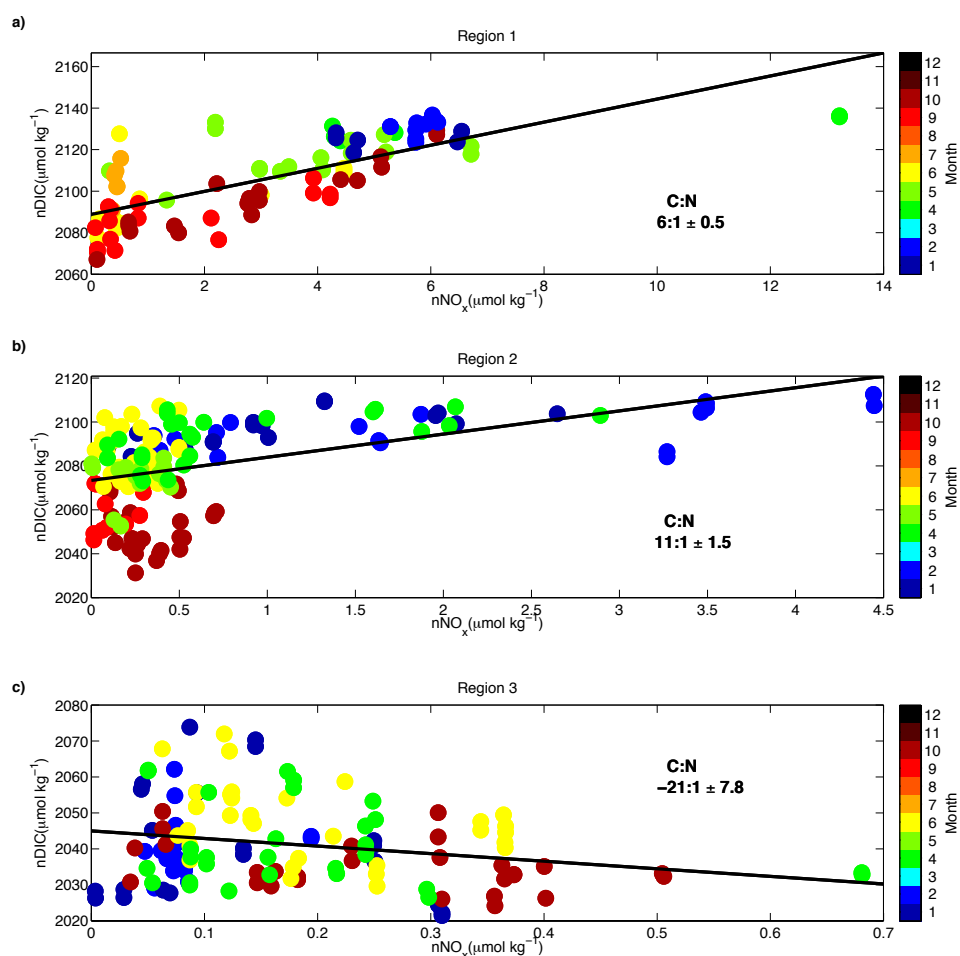 a)
Region 1
nDIC(μmol kg⁻¹)
2160
2140
2120
2100
2080
2060
0 2 4 6 8 10 12 14
nNOₓ(μmol kg⁻¹)
C:N
6:1 ± 0.5
12
11
10
9
8
7
6
5
4
3
2
1
Month
b)
Region 2
nDIC(μmol kg⁻¹)
2120
2100
2080
2060
2040
2020
0 0.5 1 1.5 2 2.5 3 3.5 4 4.5
nNOₓ(μmol kg⁻¹)
C:N
11:1 ± 1.5
12
11
10
9
8
7
6
5
4
3
2
1
Month
c)
Region 3
nDIC(μmol kg⁻¹)
2080
2070
2060
2050
2040
2030
2020
0 0.1 0.2 0.3 0.4 0.5 0.6 0.7
nNOₓ(μmol kg⁻¹)
C:N
−21:1 ± 7.8
12
11
10
9
8
7
6
5
4
3
2
1
Month